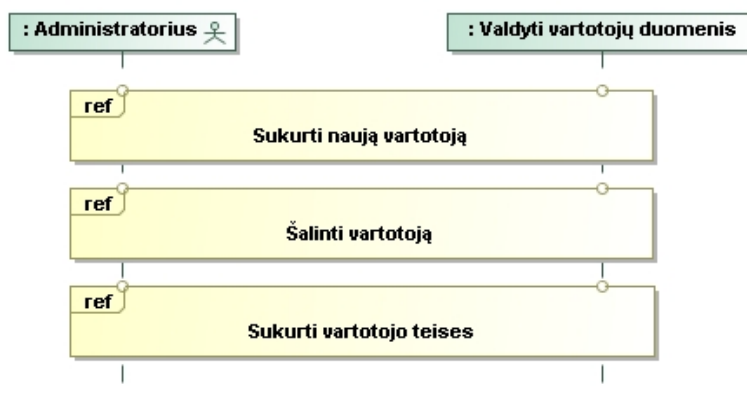 : Administratorius
: Valdyti vartotojų duomenis
ref
Sukurti naują vartotoją
ref
Šalinti vartotoją
ref
Sukurti vartotojo teises